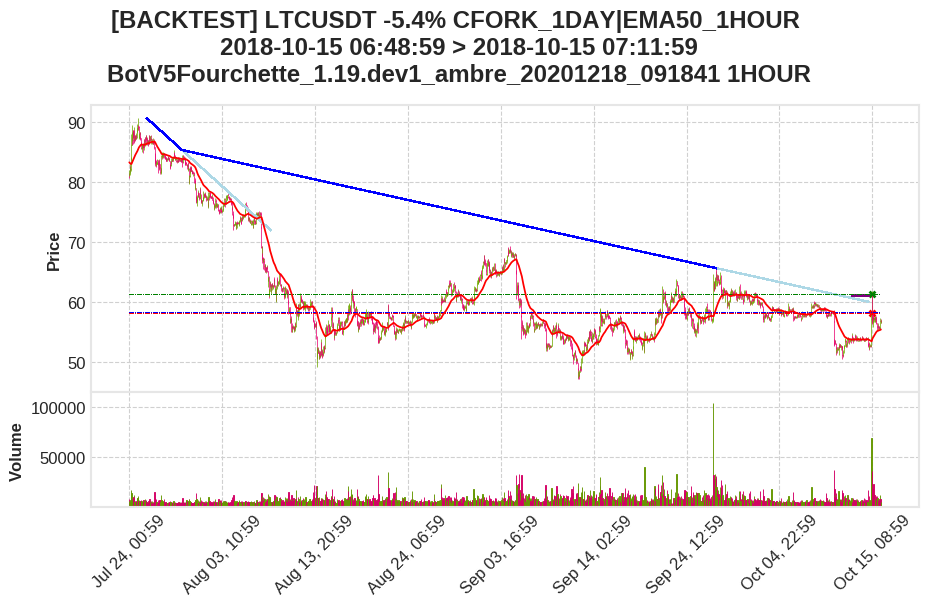 [BACKTEST] LTCUSDT -5.4% CFORK_1DAY|EMA50_1HOUR
2018-10-15 06:48:59 > 2018-10-15 07:11:59
BotV5Fourchette_1.19.dev1_ambre_20201218_091841 1HOUR
90
80
70
60
50
Price
100000
50000
Volume
Jul 24, 00:59
Aug 03, 10:59
Aug 13, 20:59
Aug 24, 06:59
Sep 03, 16:59
Sep 14, 02:59
Sep 24, 12:59
Oct 04, 22:59
Oct 15, 08:59